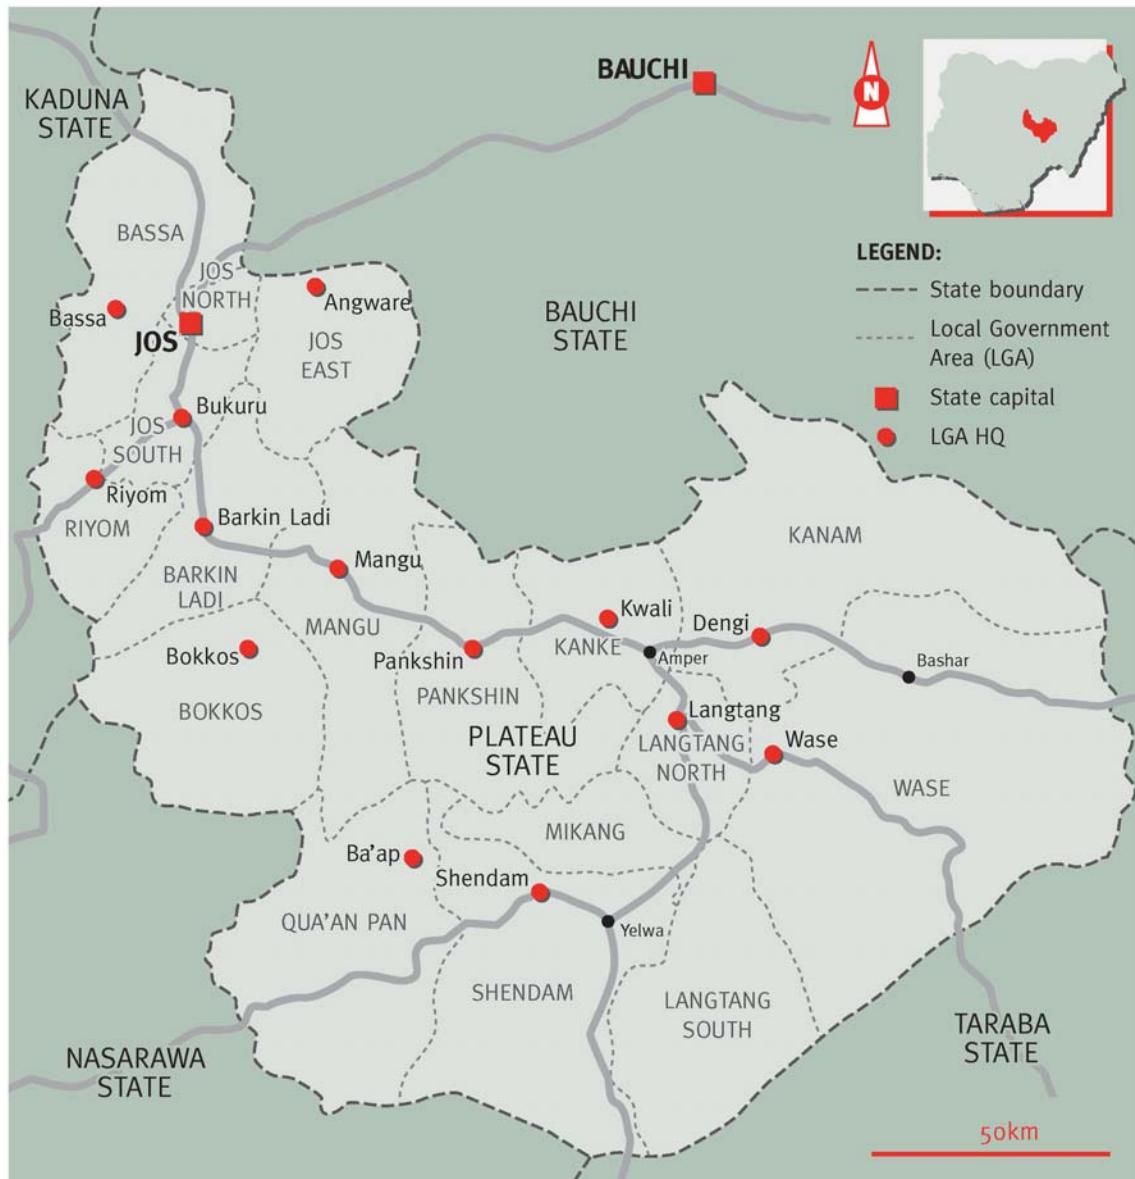 KADUNA
STATE
BAUCHI
N
LEGEND:
State boundary
Local Government
Area (LGA)
State capital
LGA HQ
BASSA
JOS
NORTH
Bassa
JOS
Angware
JOS
EAST
BAUCHI
STATE
Bukuru
JOS
SOUTH
Riyom
RIYOM
Barkin Ladi
BARKIN
LADI
Mangu
MANGU
KANAM
Kwali
KANKE
Dengi
Amper
Bashar
Bokkos
BOKKOS
Pankshin
PANKSHIN
PLATEAU
STATE
Langtang
LANGTANG
NORTH
Wase
WASE
MIKANG
Ba'ap
Shendam
QUA'AN PAN
Yelwa
SHENDAM
LANGTANG
SOUTH
NASARAWA
STATE
TARABA
STATE
50km